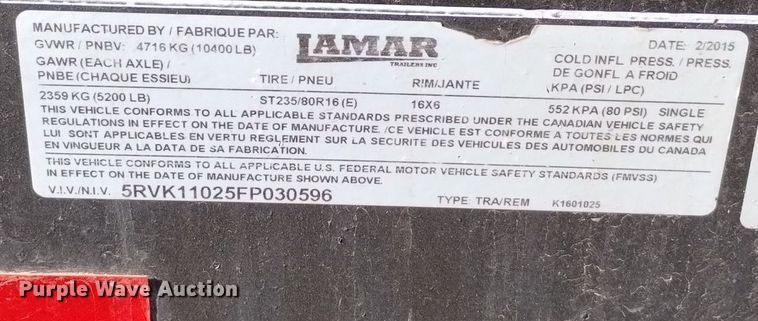 MANUFACTURED BY / FABRIQUE PAR: LAMAR TRAILERS INC DATE: 2/2015
GVWR / PNBV: 4716 KG (10400 LB)
GAWR (EACH AXLE) / COLD INFL. PRESS. / PRESS.
PNBE (CHAQUE ESSIEU) TIRE / PNEU RIM/JANTE DE GONFL A FROID
KPA (PSI / LPC)
2359 KG (5200 LB) ST235/80R16 (E) 16X6 552 KPA (80 PSI) SINGLE
THIS VEHICLE CONFORMS TO ALL APPLICABLE STANDARDS PRESCRIBED UNDER THE CANADIAN VEHICLE SAFETY
REGULATIONS IN EFFECT ON THE DATE OF MANUFACTURE. /CE VEHICULE EST CONFORME A TOUTES LES NORMES QUI
LUI SONT APPLICABLES EN VERTU REGLEMENT SUR LA SECURITE DES VEHICULES DES AUTOMOBILES DU CANADA
EN VINGUEUR A LA DATA DE SA FABRICATION.
THIS VEHICLE CONFORMS TO ALL APPLICABLE U.S. FEDERAL MOTOR VEHICLE SAFETY STANDARDS (FMVSS)
IN EFFECT ON THE DATE OF MANUFACTURE SHOWN ABOVE.
V.I.V./N.I.V. 5RVK11025FP030596 TYPE: TRA/REM K1601025
Purple Wave Auction